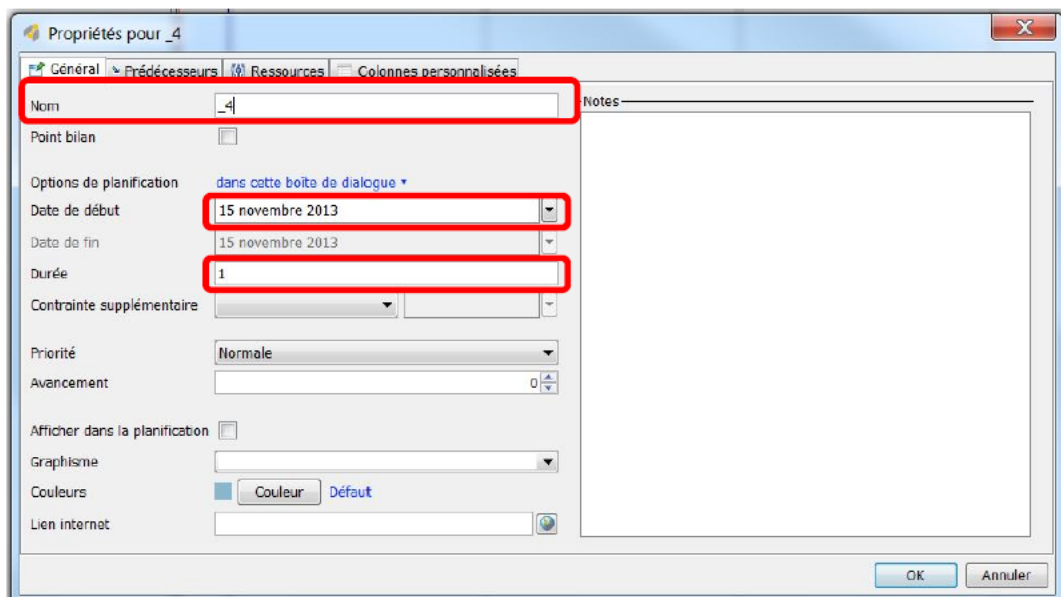 Propriétés pour _4
Général Prédécesseurs Ressources Colonnes personnalisées
Nom _4
Notes
Point bilan
Options de planification dans cette boîte de dialogue
Date de début 15 novembre 2013
Date de fin 15 novembre 2013
Durée 1
Contrainte supplémentaire
Priorité Normale
Avancement 0
Afficher dans la planification
Graphisme
Couleurs Couleur Défaut
Lien internet
OK Annuler